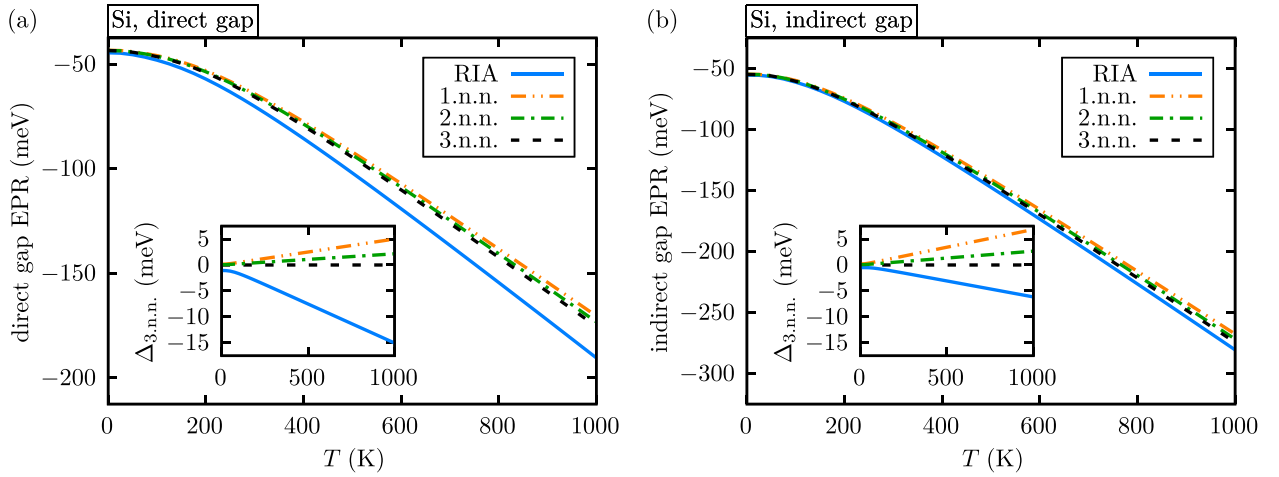 (a)
Si, direct gap
direct gap EPR (meV)
−50
−100
−150
−200
RIA
1.n.n.
2.n.n.
3.n.n.
Δ3.n.n. (meV)
5
0
−5
−10
−15
0 500 1000
0 200 400 600 800 1000
T (K)
(b)
Si, indirect gap
indirect gap EPR (meV)
−50
−100
−150
−200
−250
−300
RIA
1.n.n.
2.n.n.
3.n.n.
Δ3.n.n. (meV)
5
0
−5
−10
−15
0 500 1000
0 200 400 600 800 1000
T (K)